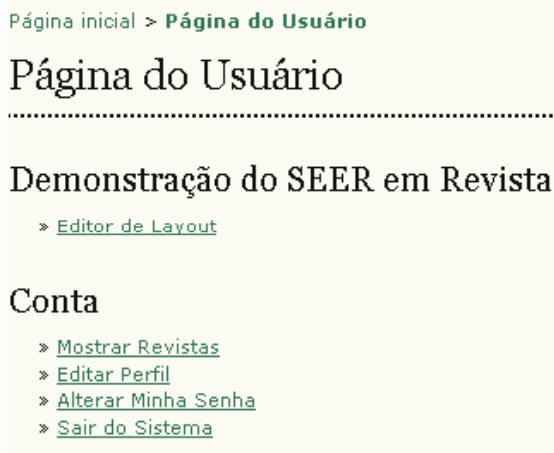 Página inicial > Página do Usuário
Página do Usuário
Demonstração do SEER em Revista
» Editor de Layout
Conta
» Mostrar Revistas
» Editar Perfil
» Alterar Minha Senha
» Sair do Sistema